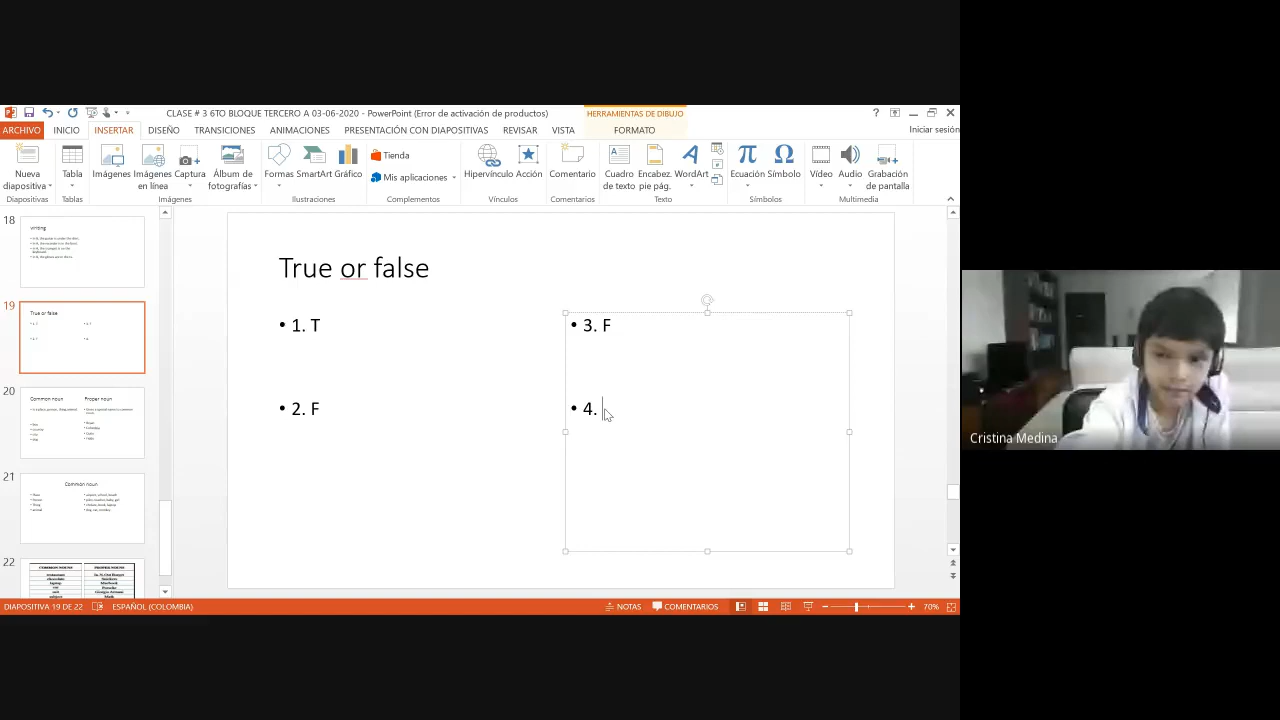 CLASE # 3 6TO BLOQUE TERCERO A 03-06-2020 - PowerPoint (Error de activación de productos)
HERRAMIENTAS DE DIBUJO
ARCHIVO INICIO INSERTAR DISEÑO TRANSICIONES ANIMACIONES PRESENTACIÓN CON DIAPOSITIVAS REVISAR VISTA FORMATO Iniciar sesión
Nueva diapositiva
Tabla
Imágenes
Imágenes en línea
Captura
Álbum de fotografías
Formas
SmartArt
Gráfico
Tienda
Mis aplicaciones
Hipervínculo
Acción
Comentario
Cuadro de texto
Encabez. pie pág.
WordArt
Ecuación
Símbolo
Vídeo
Audio
Grabación de pantalla
Diapositivas Tablas Imágenes Ilustraciones Complementos Vínculos Comentarios Texto Símbolos Multimedia
18
writing
19
True or false
20
Common noun
Proper noun
21
Common noun
22
COMMON NOUNS
PROPER NOUNS
True or false
• 1. T
• 2. F
• 3. F
• 4.
Cristina Medina
DIAPOSITIVA 19 DE 22 ESPAÑOL (COLOMBIA) NOTAS COMENTARIOS 70%